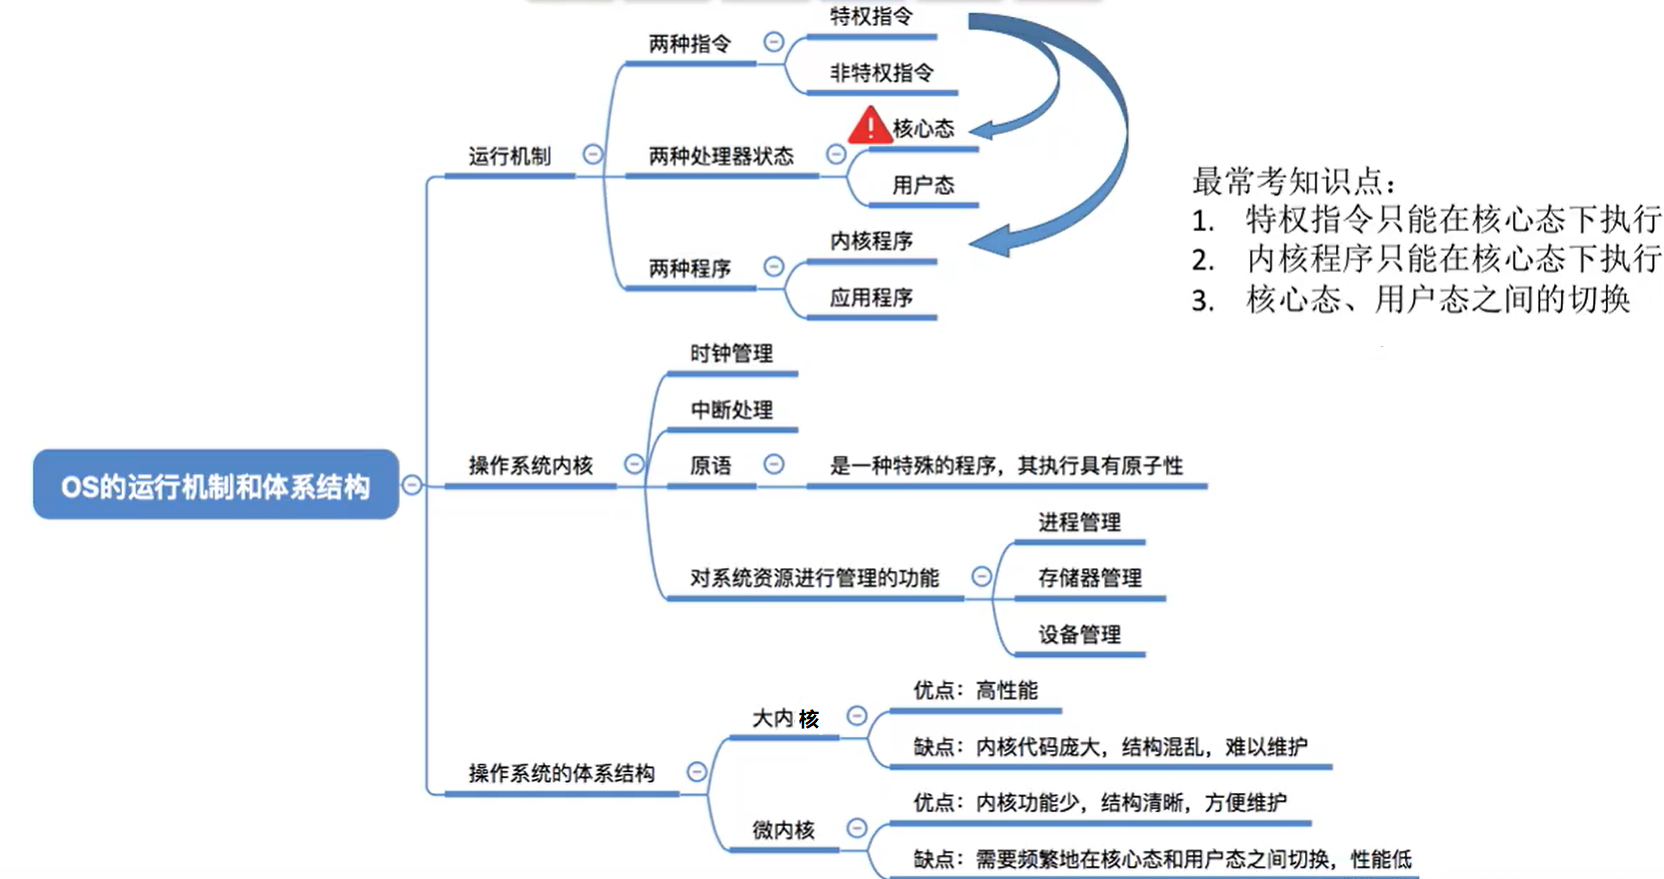 特权指令
两种指令
非特权指令
核心态
运行机制
两种处理器状态
用户态
内核程序
两种程序
应用程序
最常考知识点：
1. 特权指令只能在核心态下执行
2. 内核程序只能在核心态下执行
3. 核心态、用户态之间的切换
时钟管理
中断处理
操作系统内核
原语
是一种特殊的程序，其执行具有原子性
OS的运行机制和体系结构
进程管理
对系统资源进行管理的功能
存储器管理
设备管理
优点：高性能
大内核
缺点：内核代码庞大，结构混乱，难以维护
操作系统的体系结构
优点：内核功能少，结构清晰，方便维护
微内核
缺点：需要频繁地在核心态和用户态之间切换，性能低